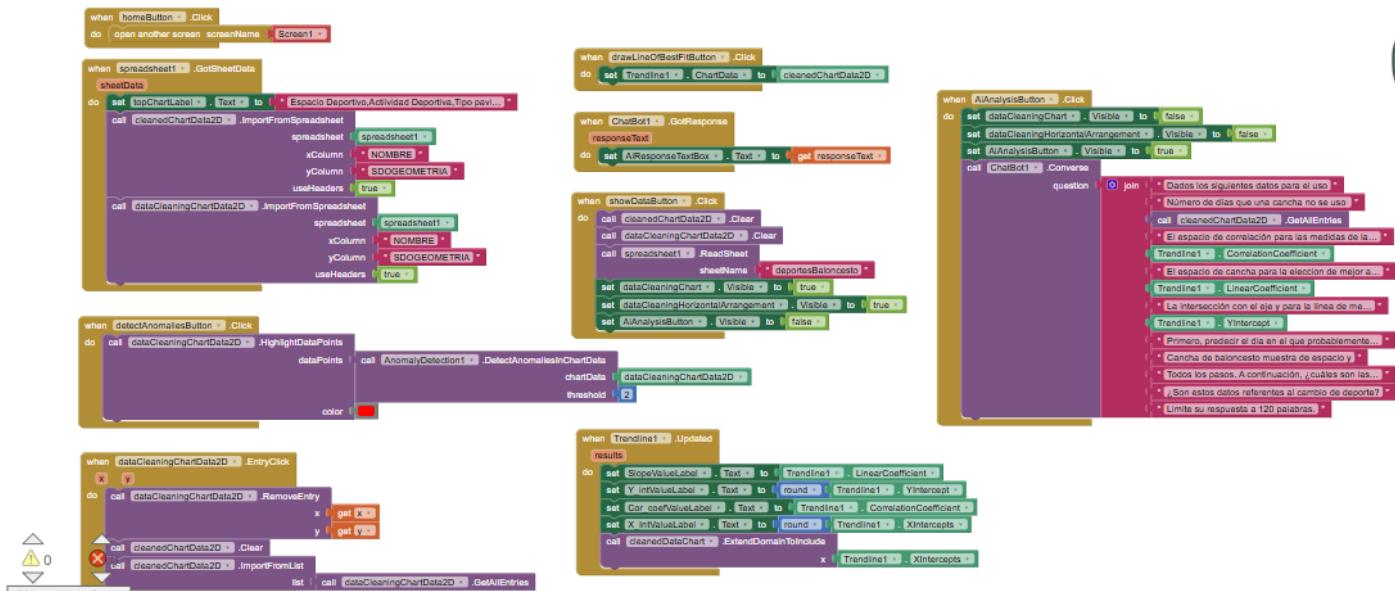 when homeButton .Click
do open another screen screenName Screen1
when spreadsheet1 .GotSheetData
sheetData
do set topChartLabel . Text to " Espacio Deportivo,Actiividad Deportiva,Tipo pavi... "
call cleanedChartData2D .ImportFromSpreadsheet
spreadsheet spreadsheet1
xColumn " NOMBRE "
yColumn " SDOGEOMETRIA "
useHeaders true
call dataCleaningChartData2D .ImportFromSpreadsheet
spreadsheet spreadsheet1
xColumn " NOMBRE "
yColumn " SDOGEOMETRIA "
useHeaders true
when detectAnomaliesButton .Click
do call dataCleaningChartData2D .HighlightDataPoints
dataPoints call AnomalyDetection1 .DetectAnomaliesInChartData
chartData dataCleaningChartData2D
threshold 2
color
when dataCleaningChartData2D .EntryClick
x y
do call dataCleaningChartData2D .RemoveEntry
x get x
y get y
call cleanedChartData2D .Clear
call cleanedChartData2D .ImportFromList
list call dataCleaningChartData2D .GetAllEntries
0
when drawLineOfBestFitButton .Click
do set Trendline1 . ChartData to cleanedChartData2D
when ChatBot1 .GotResponse
responseText
do set AIResponseTextBox . Text to get responseText
when showDataButton .Click
do call cleanedChartData2D .Clear
call dataCleaningChartData2D .Clear
call spreadsheet1 .ReadSheet
sheetName " deportesBaloncesto "
set dataCleaningChart . Visible to true
set dataCleaningHorizontalArrangement . Visible to true
set AIAnalysisButton . Visible to false
when Trendline1 .Updated
results
do set SlopeValueLabel . Text to Trendline1 . LinearCoefficient
set Y_intValueLabel . Text to round Trendline1 . YIntercept
set Cor_coefValueLabel . Text to Trendline1 . CorrelationCoefficient
set X_intValueLabel . Text to round Trendline1 . XIntercepts
call cleanedDataChart .ExtendDomainToInclude
x Trendline1 . XIntercepts
when AIAnalysisButton .Click
do set dataCleaningChart . Visible to false
set dataCleaningHorizontalArrangement . Visible to false
set AIAnalysisButton . Visible to true
call ChatBot1 .Converse
question join " Dados los siguientes datos para el uso "
" Número de días que una cancha no se uso "
call cleanedChartData2D .GetAllEntries
" El espacio de correlación para las medidas de la... "
Trendline1 . CorrelationCoefficient
" El espacio de cancha para la eleccion de mejor a... "
Trendline1 . LinearCoefficient
" La intersección con el eje y para la línea de me... "
Trendline1 . YIntercept
" Primero, predecir el día en el que probablemente... "
" Cancha de baloncesto muestra de espacio y "
" Todos los pasos. A continuación, ¿cuáles son las... "
" ¿Son estos datos referentes al cambio de deporte? "
" Limite su respuesta a 120 palabras. "